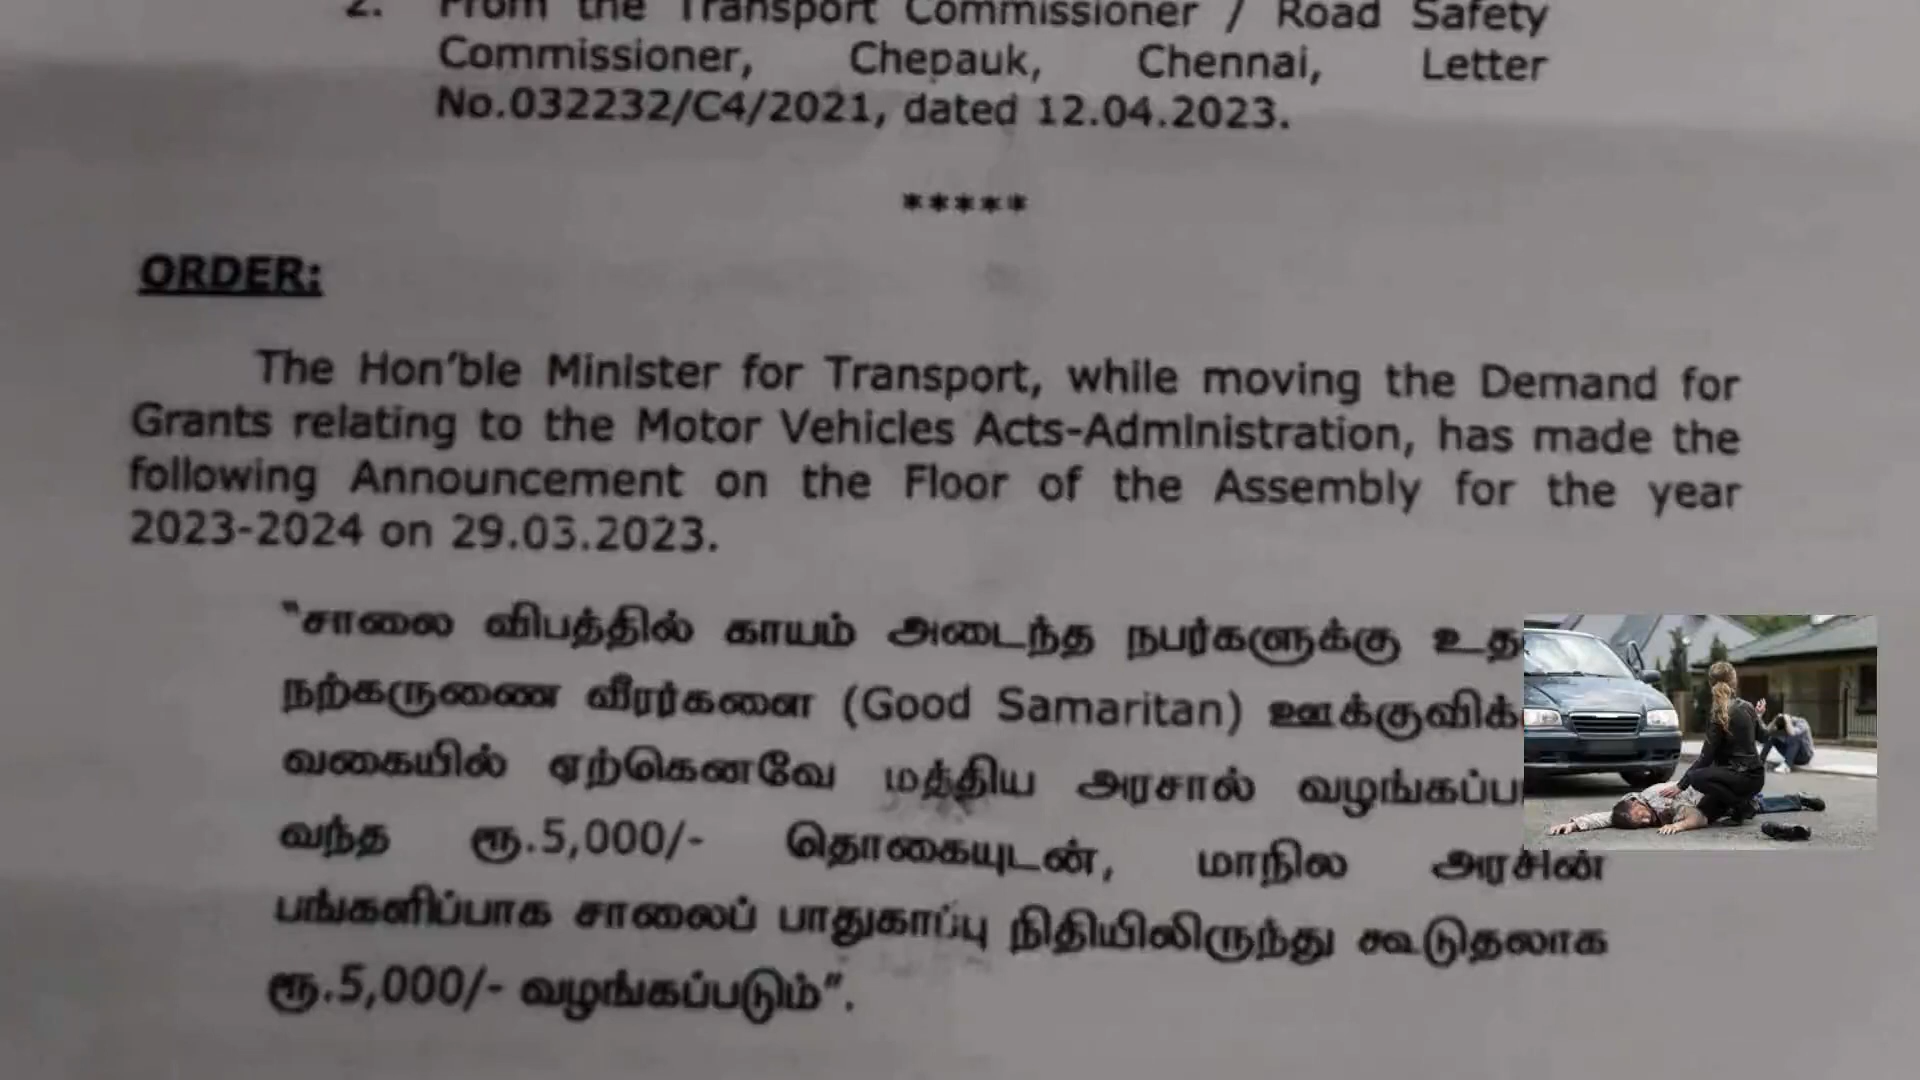 2. From the Transport Commissioner / Road Safety
Commissioner, Chepauk, Chennai, Letter
No.032232/C4/2021, dated 12.04.2023.
*****
ORDER:
The Hon'ble Minister for Transport, while moving the Demand for
Grants relating to the Motor Vehicles Acts-Administration, has made the
following Announcement on the Floor of the Assembly for the year
2023-2024 on 29.03.2023.
"சாலை விபத்தில் காயம் அடைந்த நபர்களுக்கு
நற்கருணை வீரர்களை (Good Samaritan)
வகையில் ஏற்கெனவே மத்திய அரசால்
வந்த ரூ.5,000/- தொகையுடன், மாநில அரசின்
பங்களிப்பாக சாலைப் பாதுகாப்பு நிதியிலிருந்து கூடுதலாக
ரூ.5,000/- வழங்கப்படும்".